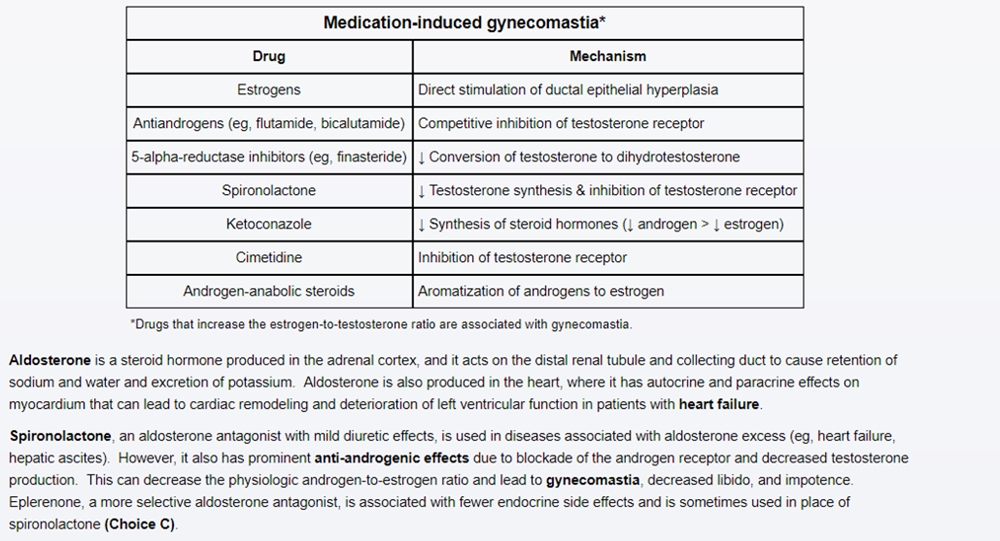 Medication-induced gynecomastia*
Drug Mechanism
Estrogens Direct stimulation of ductal epithelial hyperplasia
Antiandrogens (eg, flutamide, bicalutamide) Competitive inhibition of testosterone receptor
5-alpha-reductase inhibitors (eg, finasteride) ↓ Conversion of testosterone to dihydrotestosterone
Spironolactone ↓ Testosterone synthesis & inhibition of testosterone receptor
Ketoconazole ↓ Synthesis of steroid hormones (↓ androgen > ↓ estrogen)
Cimetidine Inhibition of testosterone receptor
Androgen-anabolic steroids Aromatization of androgens to estrogen
*Drugs that increase the estrogen-to-testosterone ratio are associated with gynecomastia.
Aldosterone is a steroid hormone produced in the adrenal cortex, and it acts on the distal renal tubule and collecting duct to cause retention of
sodium and water and excretion of potassium. Aldosterone is also produced in the heart, where it has autocrine and paracrine effects on
myocardium that can lead to cardiac remodeling and deterioration of left ventricular function in patients with heart failure.
Spironolactone, an aldosterone antagonist with mild diuretic effects, is used in diseases associated with aldosterone excess (eg, heart failure,
hepatic ascites). However, it also has prominent anti-androgenic effects due to blockade of the androgen receptor and decreased testosterone
production. This can decrease the physiologic androgen-to-estrogen ratio and lead to gynecomastia, decreased libido, and impotence.
Eplerenone, a more selective aldosterone antagonist, is associated with fewer endocrine side effects and is sometimes used in place of
spironolactone (Choice C).